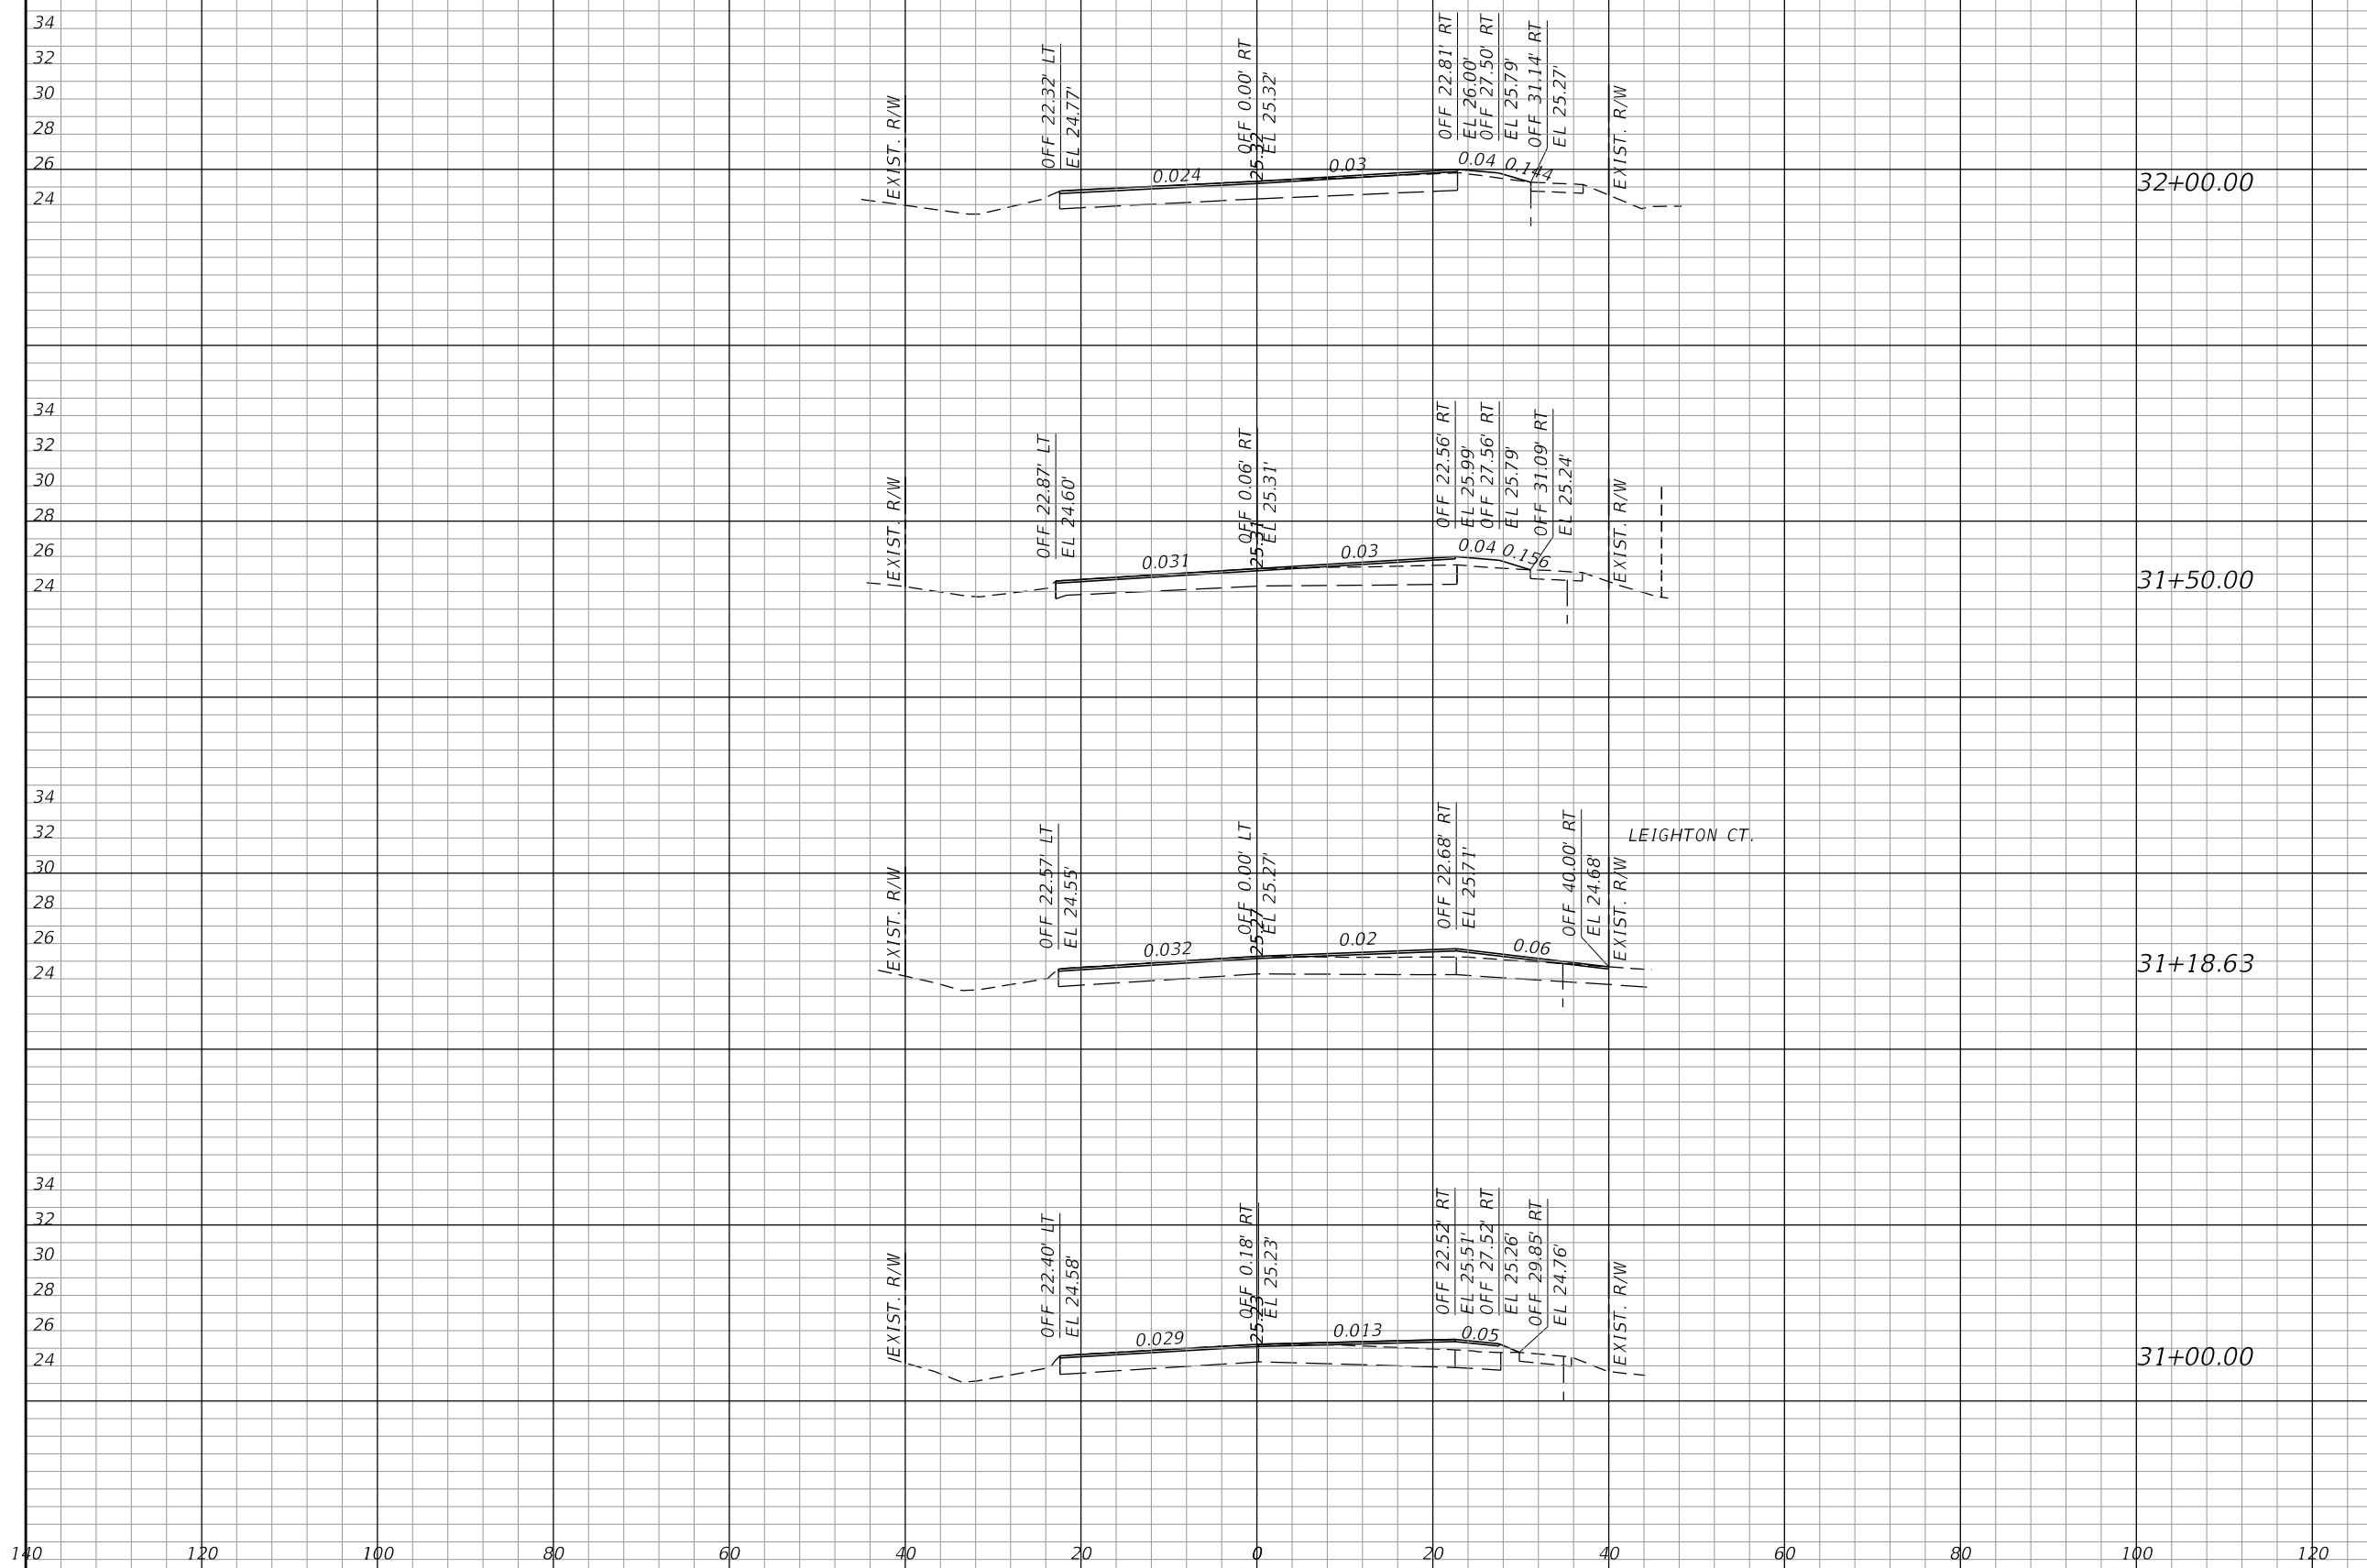 34
32
30
28
26
24
EXIST. R/W
OFF 22.32' LT
EL 24.77'
OFF 0.00' RT
EL 25.32'
25.32
OFF 22.81' RT
EL 26.00'
OFF 27.50' RT
EL 25.79'
OFF 31.14' RT
EL 25.27'
EXIST. R/W
0.024
0.03
0.04
0.144
32+00.00
34
32
30
28
26
24
EXIST. R/W
OFF 22.87' LT
EL 24.60'
OFF 0.06' RT
EL 25.31'
25.31
OFF 22.56' RT
EL 25.99'
OFF 27.56' RT
EL 25.79'
OFF 31.09' RT
EL 25.24'
EXIST. R/W
0.031
0.03
0.04
0.156
31+50.00
34
32
30
28
26
24
EXIST. R/W
OFF 22.57' LT
EL 24.55'
OFF 0.00' LT
EL 25.27'
25.27
OFF 22.68' RT
EL 25.71'
OFF 40.00' RT
EL 24.68'
EXIST. R/W
LEIGHTON CT.
0.032
0.02
0.06
31+18.63
34
32
30
28
26
24
EXIST. R/W
OFF 22.40' LT
EL 24.58'
OFF 0.18' RT
EL 25.23'
25.23
OFF 22.52' RT
EL 25.51'
OFF 27.52' RT
EL 25.26'
OFF 29.85' RT
EL 24.76'
EXIST. R/W
0.029
0.013
0.05
31+00.00
140 120 100 80 60 40 20 0 20 40 60 80 100 120